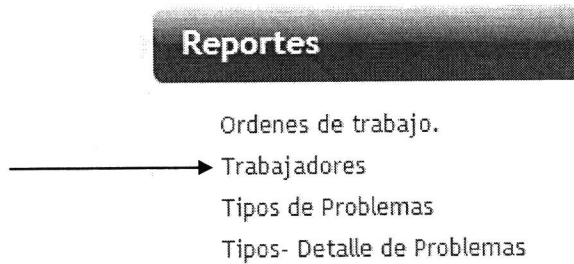 Reportes
Ordenes de trabajo.
Trabajadores
Tipos de Problemas
Tipos- Detalle de Problemas